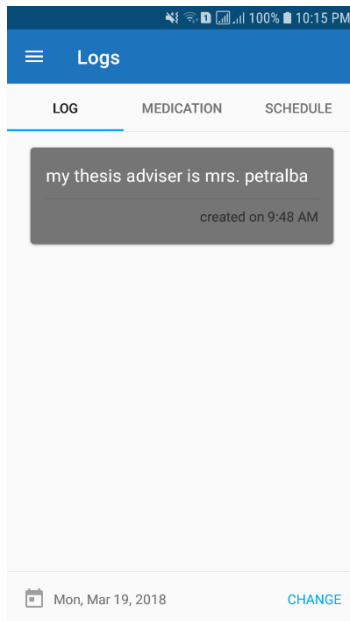 100% 10:15 PM
Logs
LOG MEDICATION SCHEDULE
my thesis adviser is mrs. petralba
created on 9:48 AM
Mon, Mar 19, 2018 CHANGE